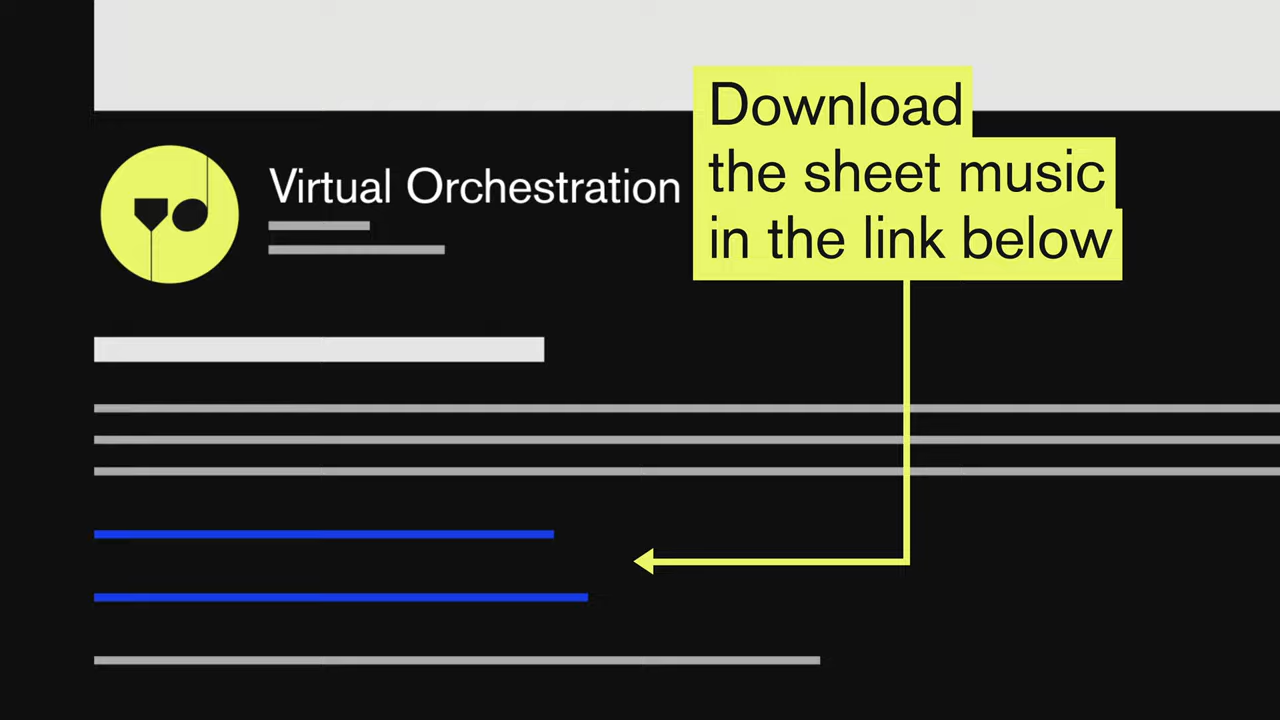 Virtual Orchestration
Download
the sheet music
in the link below